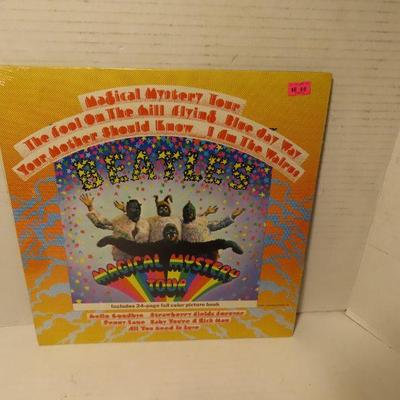 Magical Mystery Tour
The Fool On The Hill Flying Blue Jay Way
Your Mother Should Know I Am The Walrus
BEATLES
MAGICAL MYSTERY
TOUR
Includes 24-page full color picture book
Hello Goodbye Strawberry Fields Forever
Penny Lane Baby You're A Rich Man
All You Need Is Love